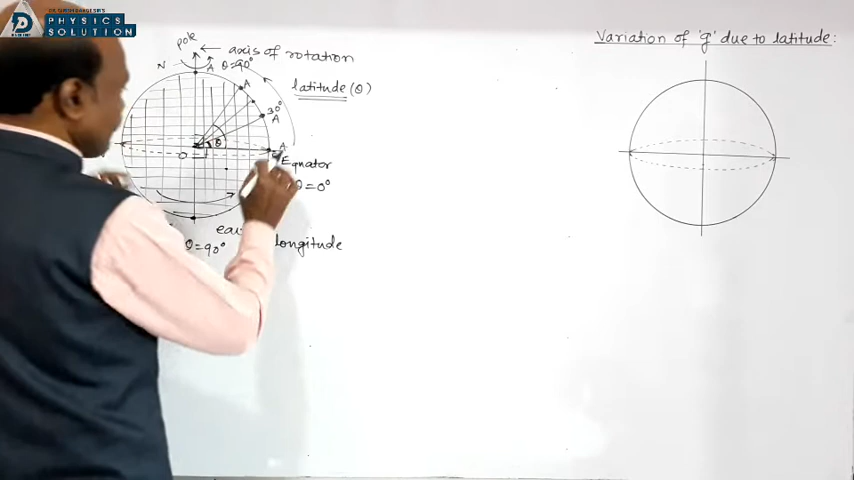 PHYSICS
SOLUTION
Variation of 'g' due to latitude:
pole
← axis of rotation
N
A θ=90°
latitude (θ)
A
30°
A
θ
O
A
Equator
θ=0°
θ=90°
longitude